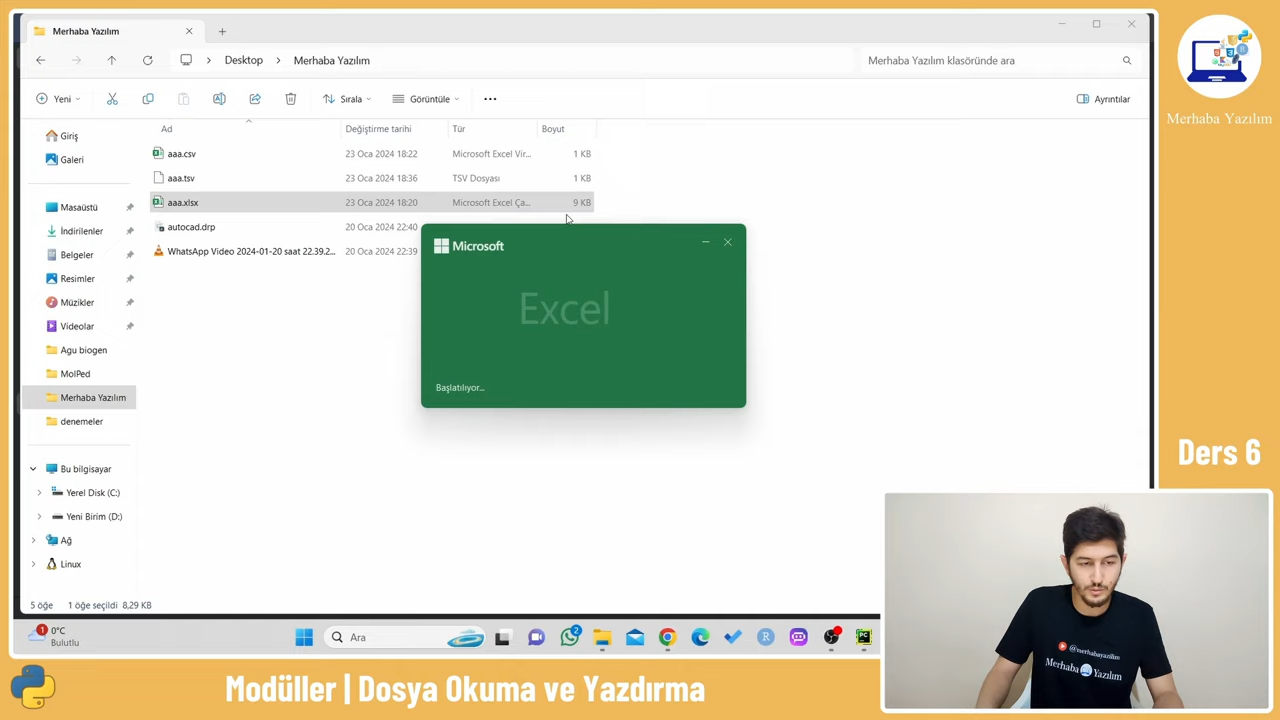 Merhaba Yazılım
Desktop
Merhaba Yazılım
Merhaba Yazılım klasöründe ara
Yeni
Sırala
Görüntüle
Ayrıntılar
Ad
Değiştirme tarihi
Tür
Boyut
Giriş
Galeri
Masaüstü
İndirilenler
Belgeler
Resimler
Müzikler
Videolar
Agu biogen
MolPed
Merhaba Yazılım
denemeler
Bu bilgisayar
Yerel Disk (C:)
Yeni Birim (D:)
Ağ
Linux
aaa.csv 23 Oca 2024 18:22 Microsoft Excel Vir... 1 KB
aaa.tsv 23 Oca 2024 18:36 TSV Dosyası 1 KB
aaa.xlsx 23 Oca 2024 18:20 Microsoft Excel Ça... 9 KB
autocad.drp 20 Oca 2024 22:40
WhatsApp Video 2024-01-20 saat 22.39.2... 20 Oca 2024 22:39
Microsoft
Excel
Başlatılıyor...
5 öğe 1 öğe seçildi 8,29 KB
1
0°C
Bulutlu
Ara
2
R
PC
Merhaba Yazılım
Ders 6
@merhabayazilim
Merhaba Yazılım
Modüller | Dosya Okuma ve Yazdırma